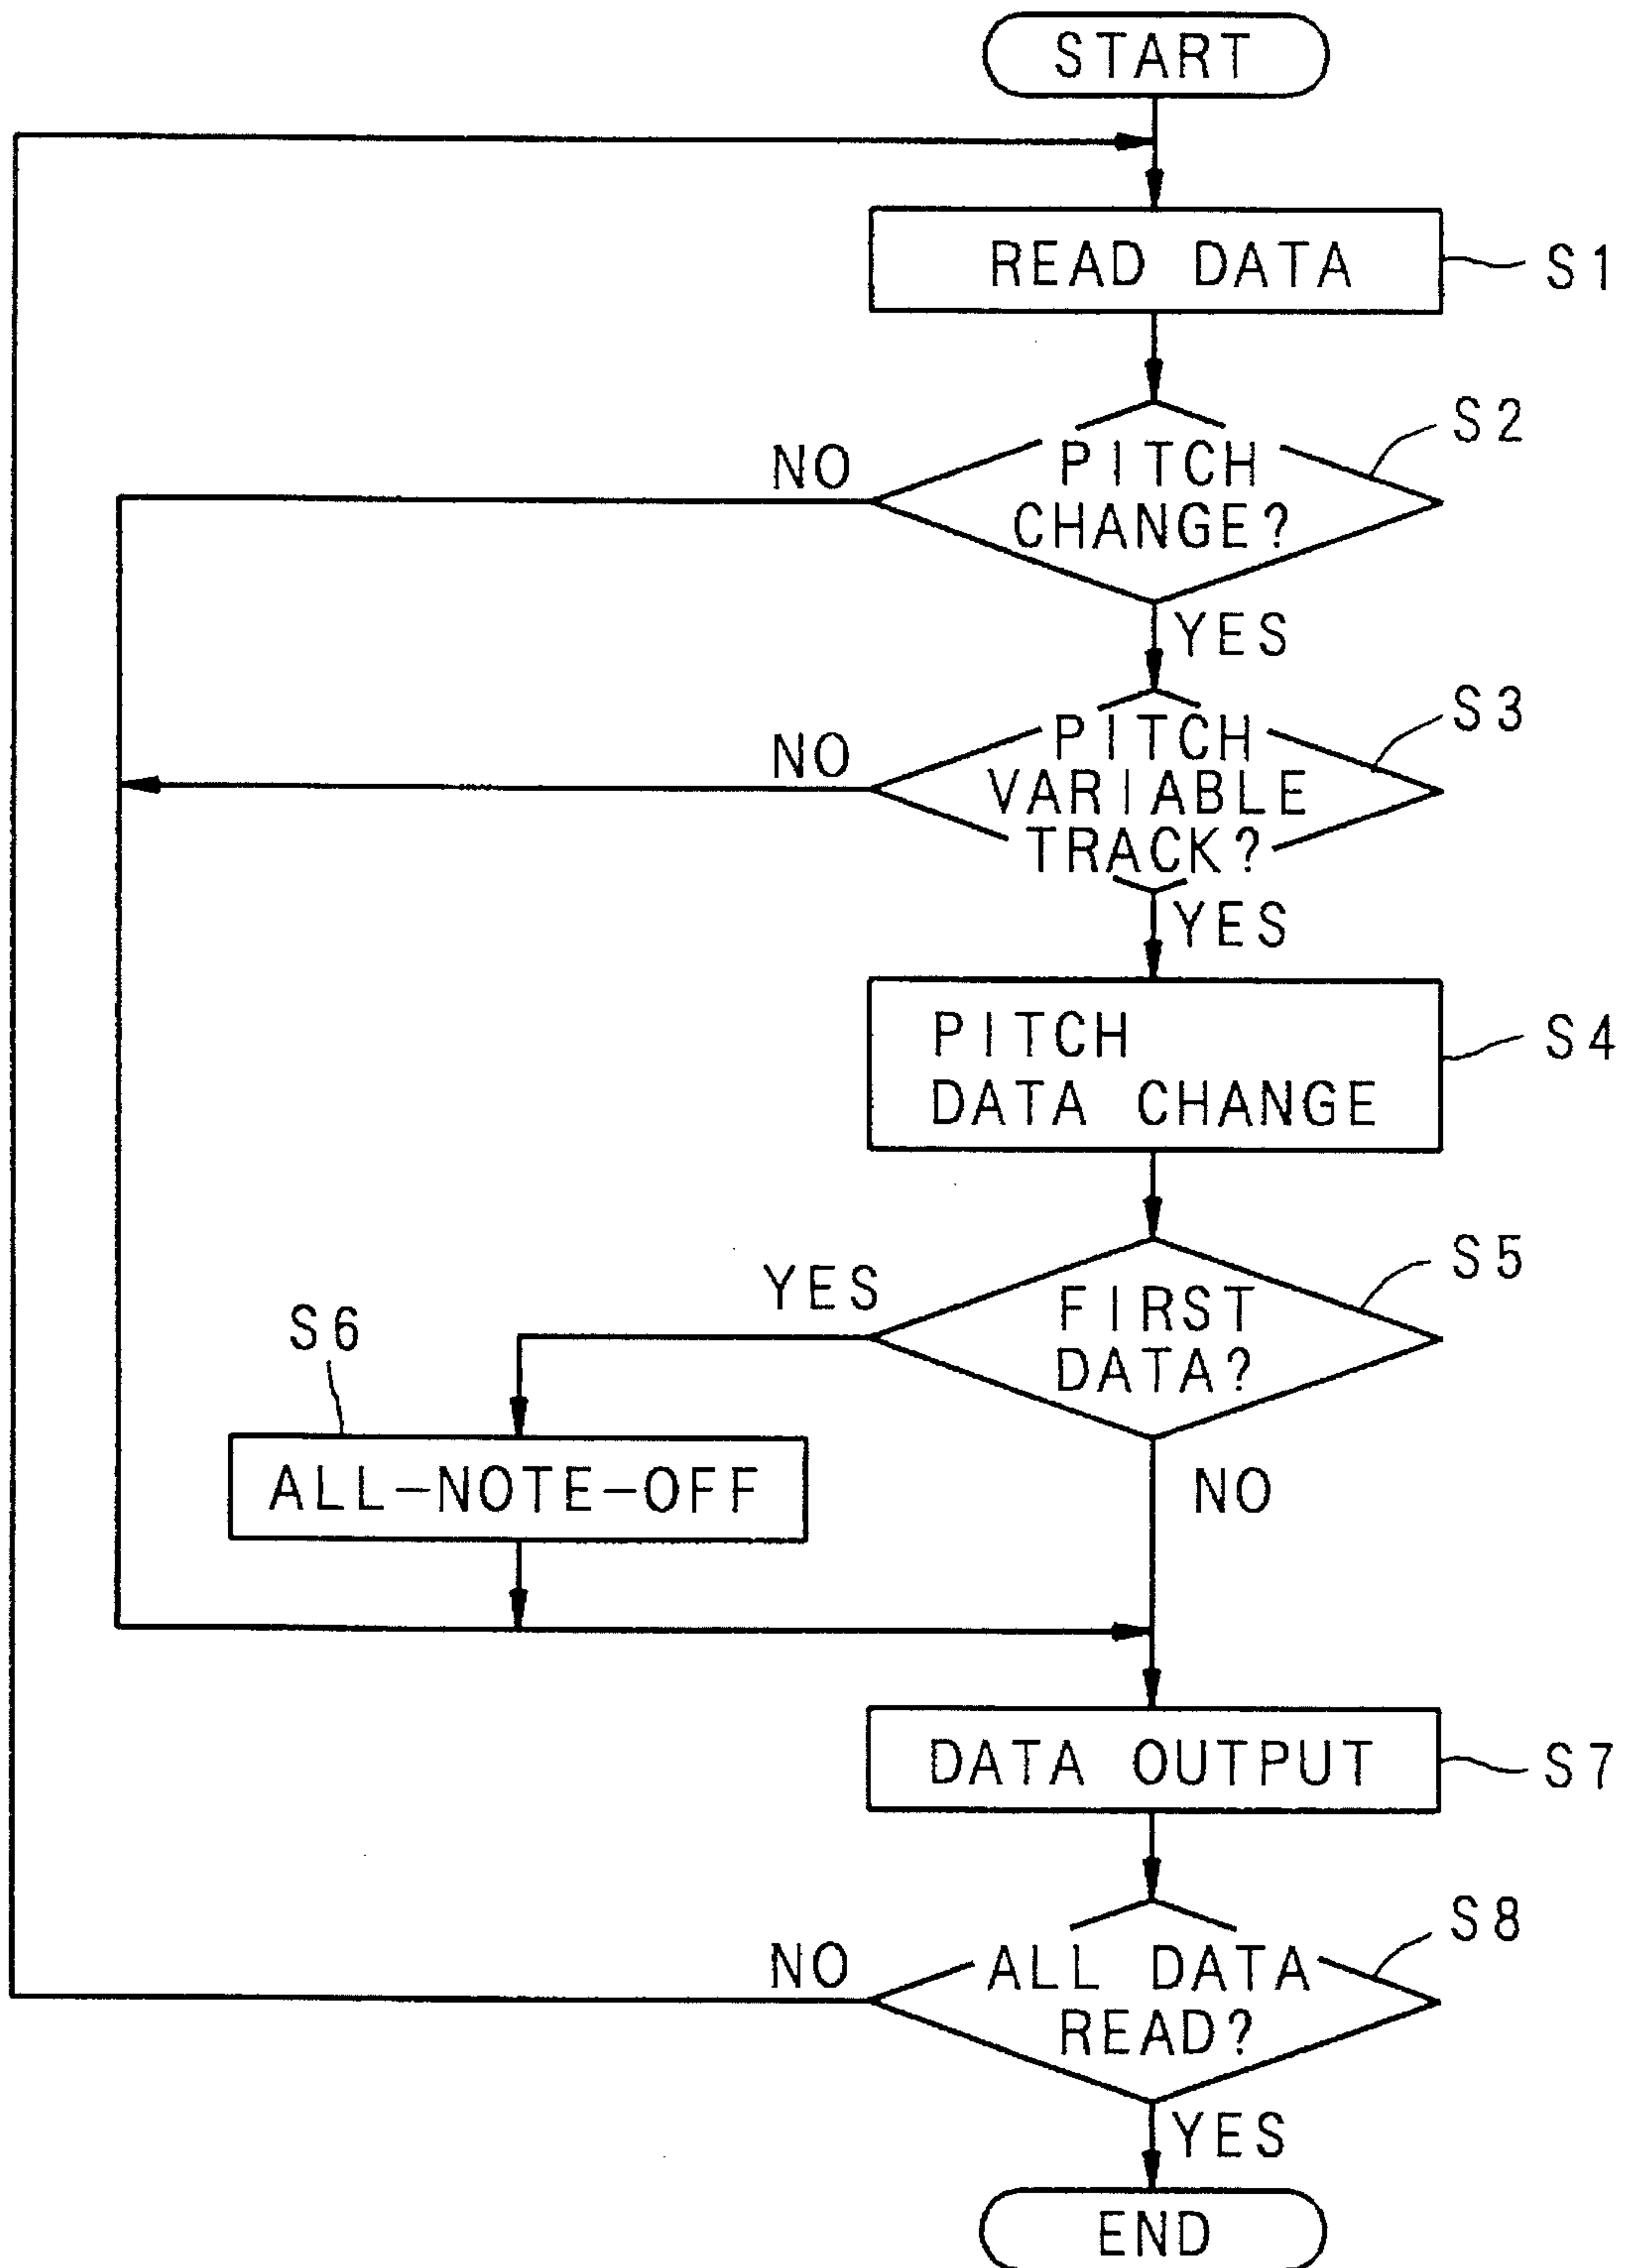 START
READ DATA
S1
S2
NO
PITCH
CHANGE?
YES
S3
NO
PITCH
VARIABLE
TRACK?
YES
PITCH
DATA CHANGE
S4
S5
YES
FIRST
DATA?
S6
ALL-NOTE-OFF
NO
DATA OUTPUT
S7
S8
NO
ALL DATA
READ?
YES
END